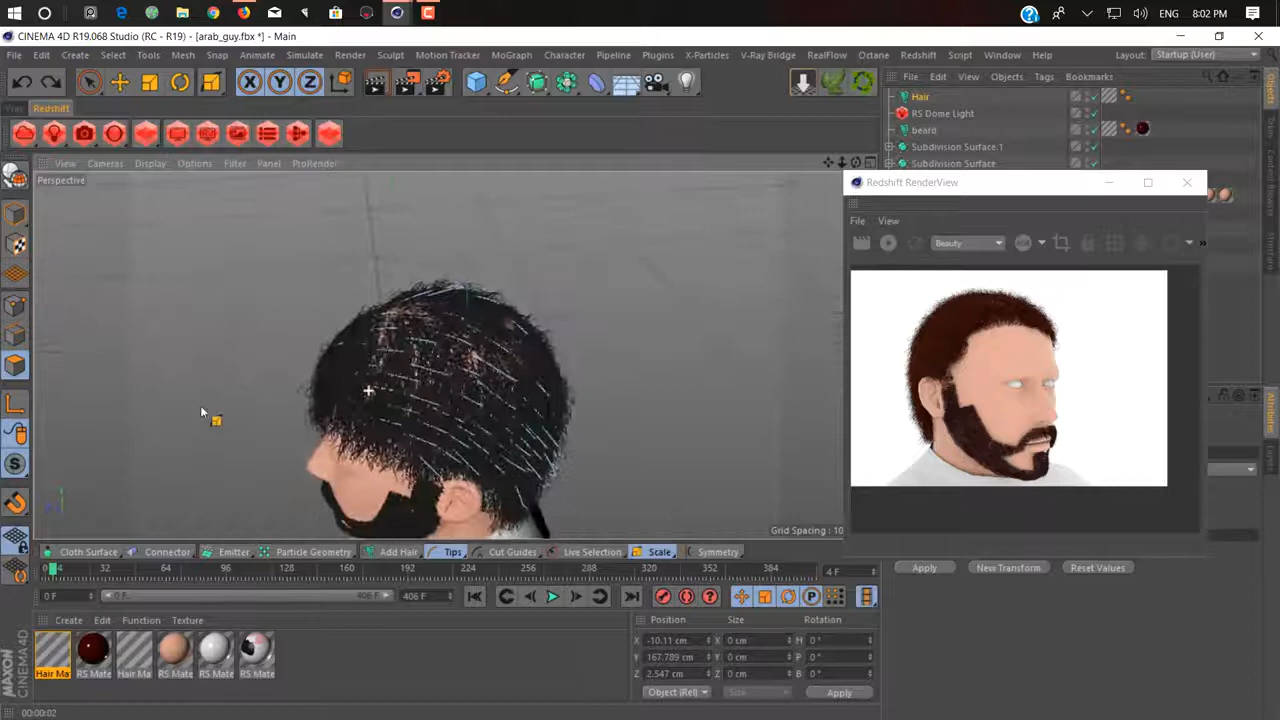 ENG 8:02 PM
CINEMA 4D R19.068 Studio (RC - R19) - [arab_guy.fbx *] - Main
File Edit Create Select Tools Mesh Snap Animate Simulate Render Sculpt Motion Tracker MoGraph Character Pipeline Plugins X-Particles V-Ray Bridge RealFlow Octane Redshift Script Window Help Layout: Startup (User)
X Y Z
File Edit View Objects Tags Bookmarks
Hair
Redshift
RS Dome Light
beard
Subdivision Surface.1
Subdivision Surface
View Cameras Display Options Filter Panel ProRender
Perspective
Redshift RenderView
File View
Beauty
Grid Spacing : 10
Cloth Surface Connector Emitter Particle Geometry Add Hair Tips Cut Guides Live Selection Scale Symmetry
Apply New Transform Reset Values
0 4 32 64 96 128 160 192 224 256 288 320 352 384 4 F
0 F 0 F 406 F 406 F
Create Edit Function Texture
Position Size Rotation
X -10.11 cm X 0 cm H 0 °
Y 167.789 cm Y 0 cm P 0 °
Z 2.547 cm Z 0 cm B 0 °
Hair Ma RS Mate Hair Ma RS Mate RS Mate RS Mate
Object (Rel) Size Apply
MAXON CINEMA 4D
00:00:02